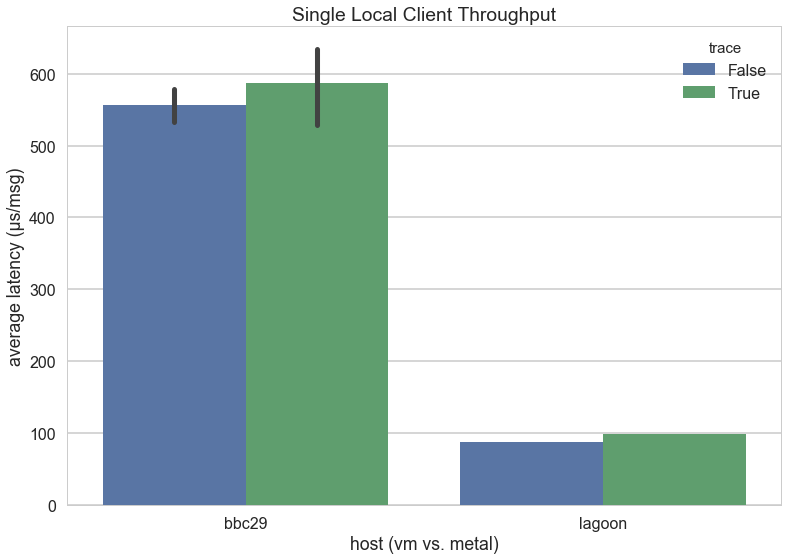 Single Local Client Throughput
trace
False
True
average latency (μs/msg)
600
500
400
300
200
100
0
bbc29
lagoon
host (vm vs. metal)